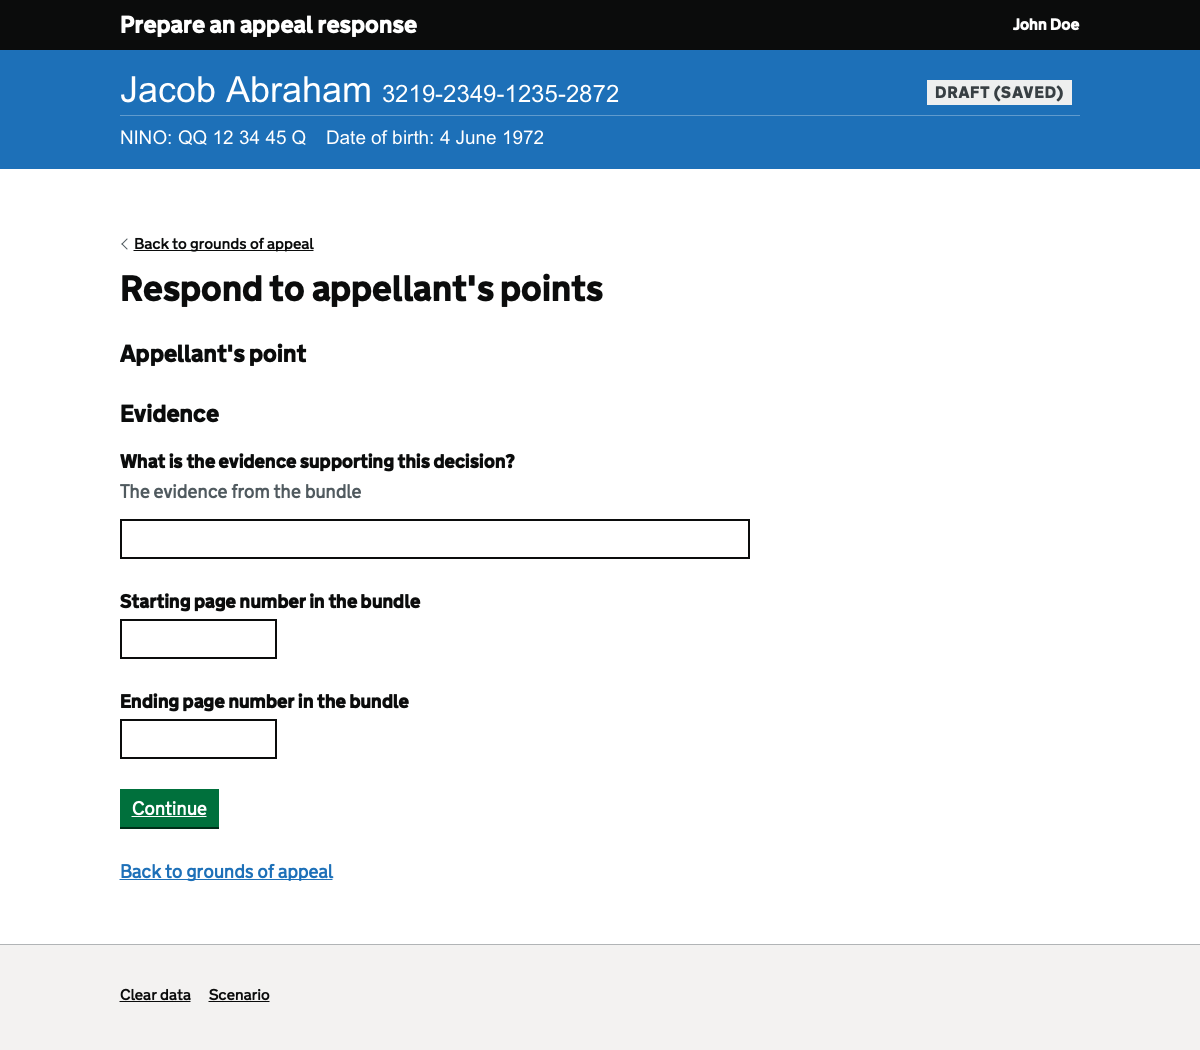 Prepare an appeal response John Doe
Jacob Abraham 3219-2349-1235-2872 DRAFT (SAVED)
NINO: QQ 12 34 45 Q Date of birth: 4 June 1972
Back to grounds of appeal
Respond to appellant's points
Appellant's point
Evidence
What is the evidence supporting this decision?
The evidence from the bundle
Starting page number in the bundle
Ending page number in the bundle
Continue
Back to grounds of appeal
Clear data Scenario